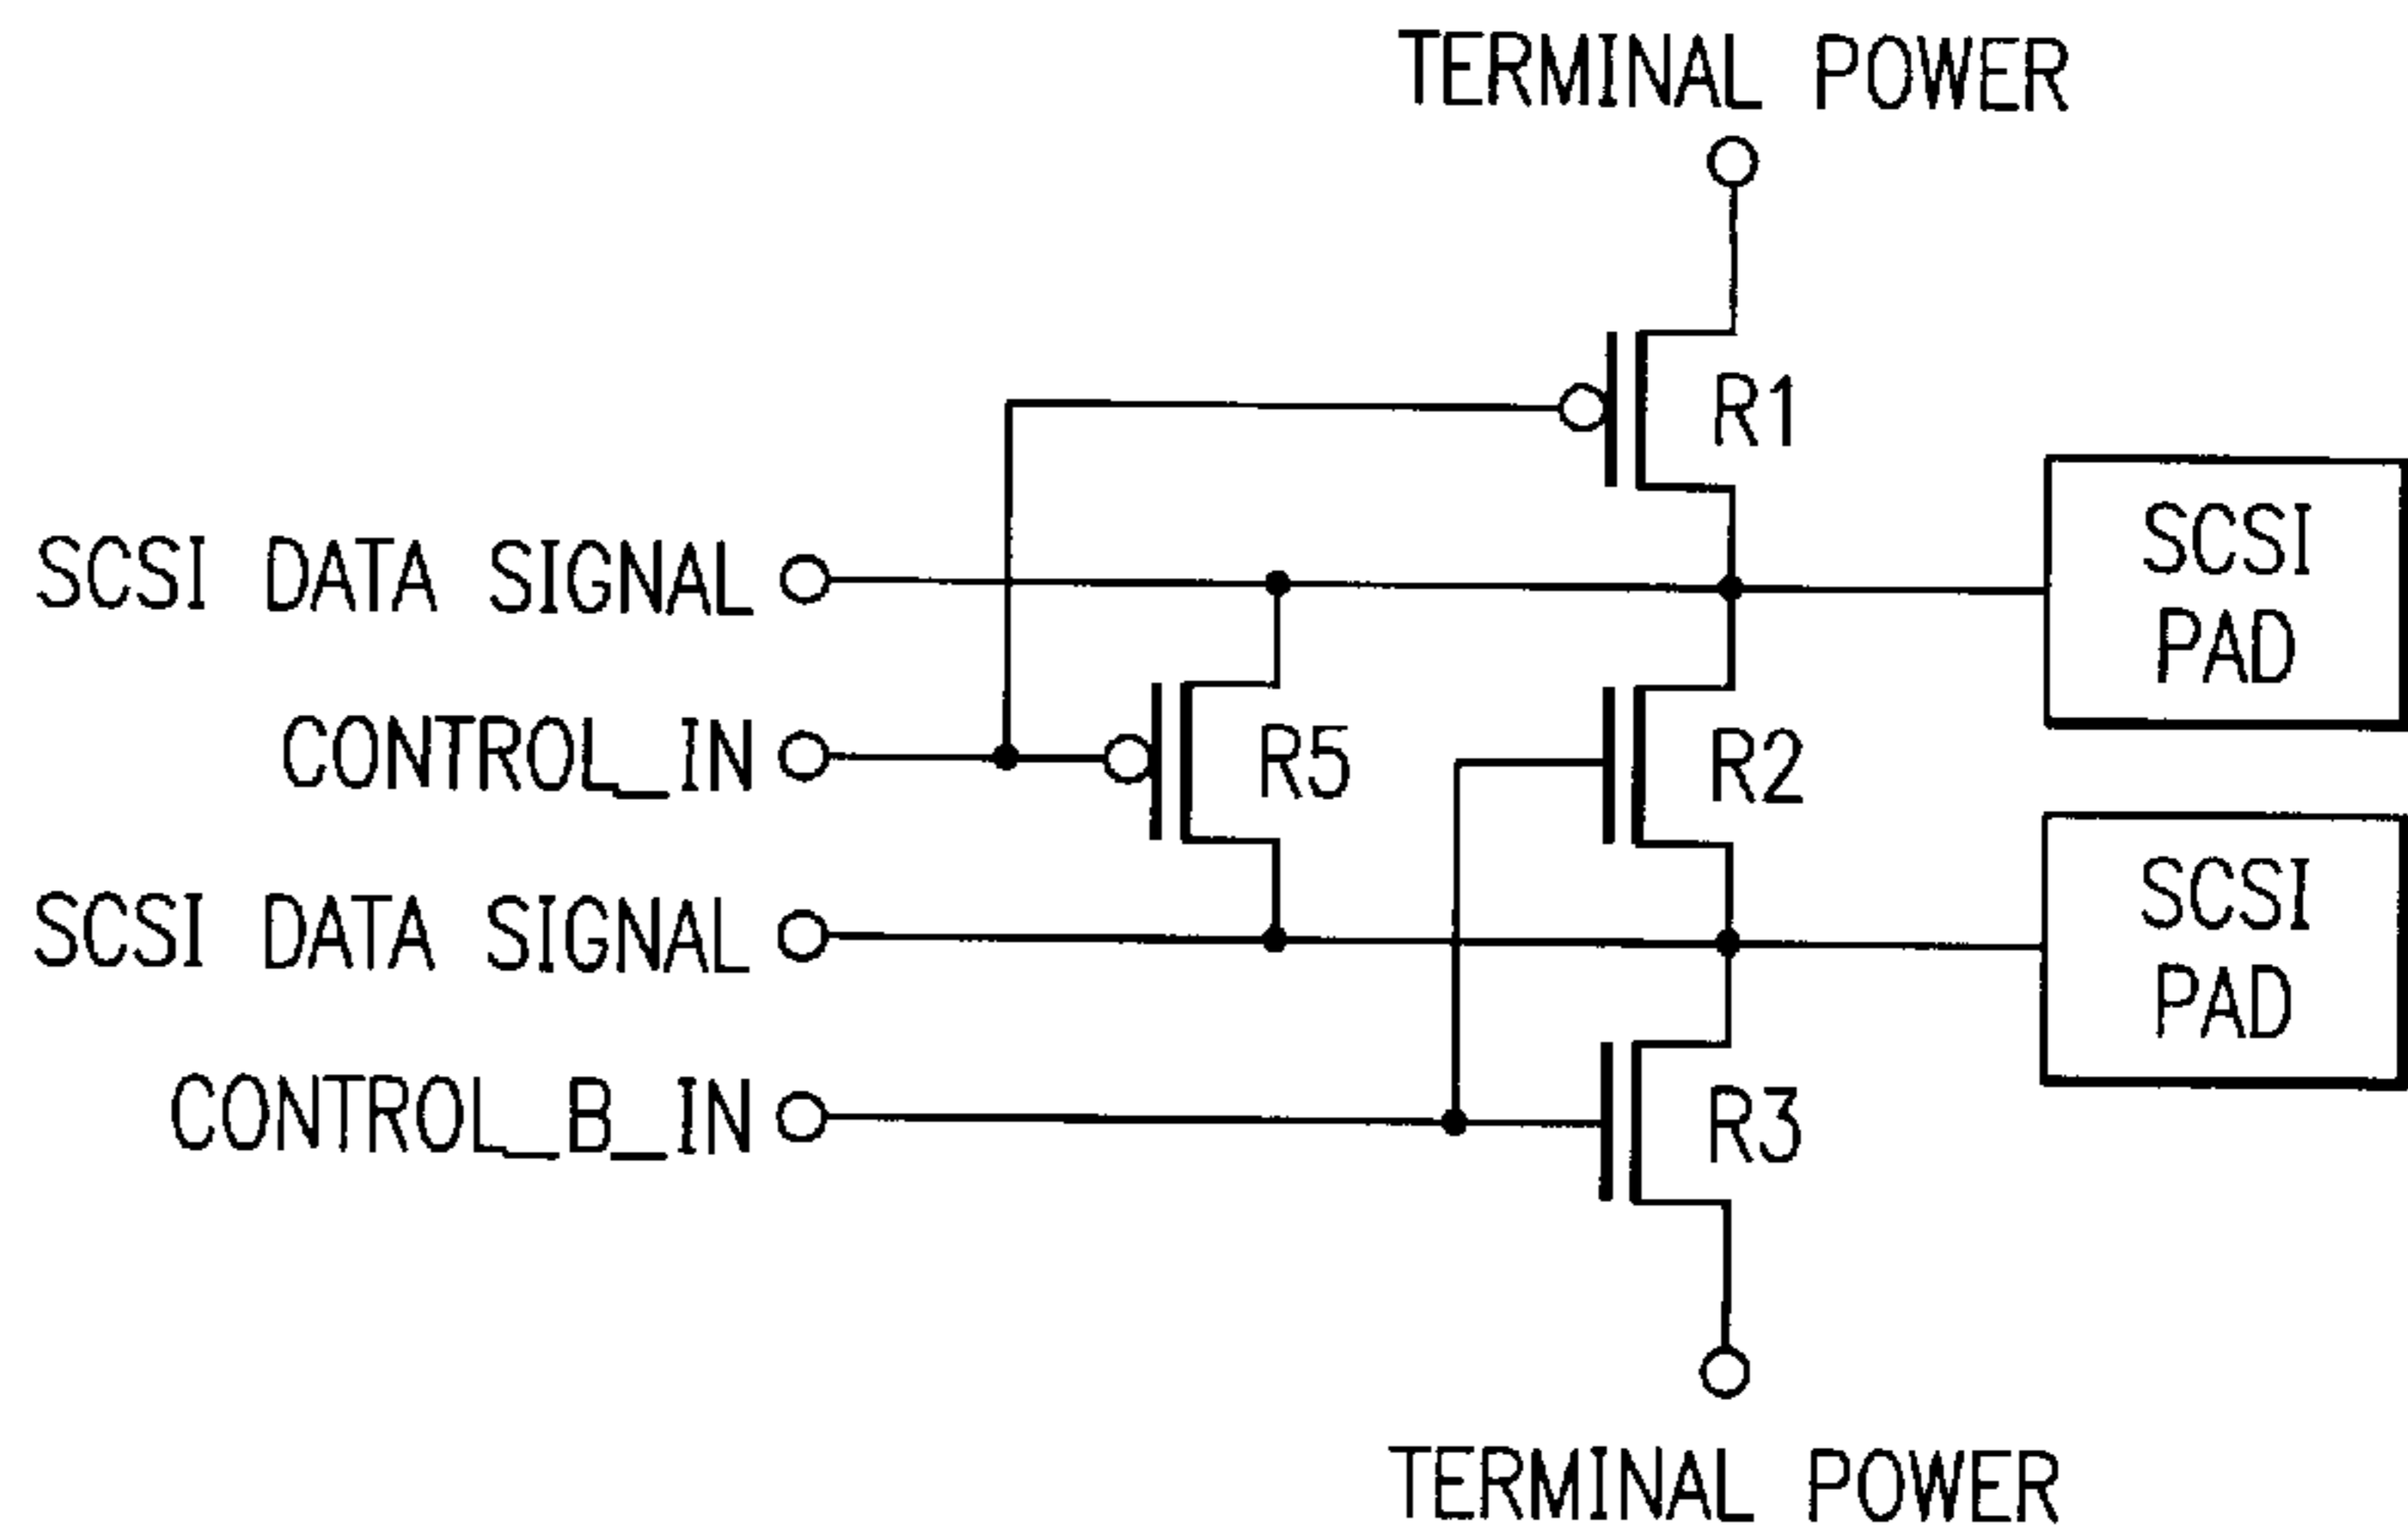 TERMINAL POWER
R1
SCSI DATA SIGNAL
SCSI
PAD
CONTROL_IN
R5
R2
SCSI DATA SIGNAL
SCSI
PAD
CONTROL_B_IN
R3
TERMINAL POWER